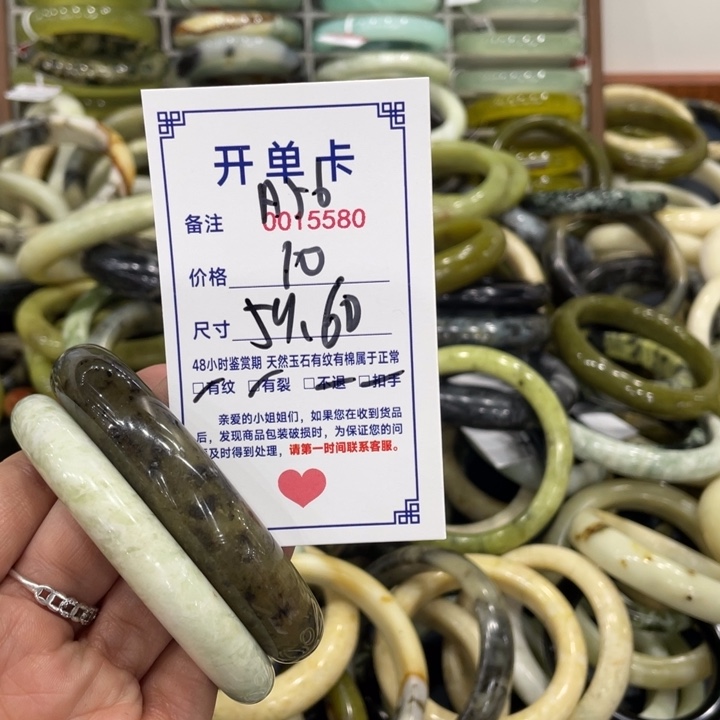 开单卡
A56
备注 0015580
价格 10
尺寸 54.60
48小时鉴赏期 天然玉石有纹有棉属于正常
□有纹 □有裂 □不退 □扣手
亲爱的小姐姐们，如果您在收到货品
后，发现商品包装破损时，为保证您的问
及时得到处理，请第一时间联系客服。